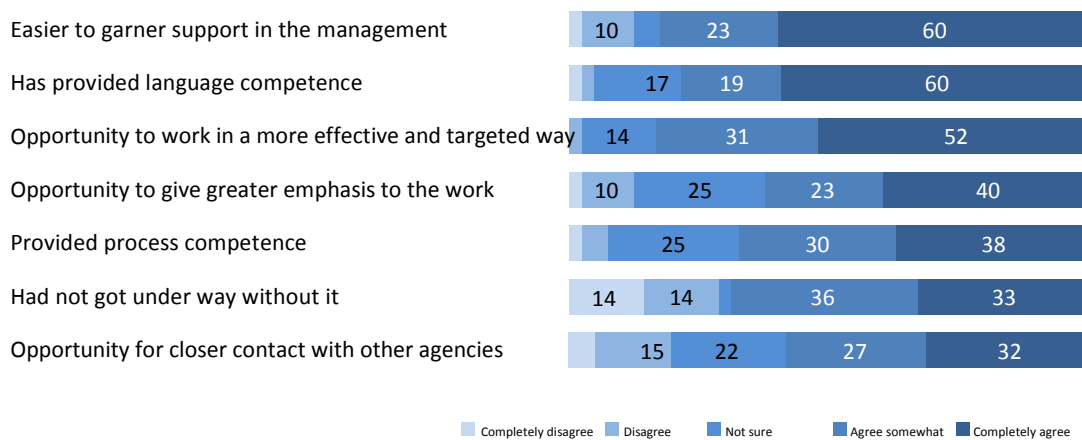 Easier to garner support in the management 10 23 60
Has provided language competence 17 19 60
Opportunity to work in a more effective and targeted way 14 31 52
Opportunity to give greater emphasis to the work 10 25 23 40
Provided process competence 25 30 38
Had not got under way without it 14 14 36 33
Opportunity for closer contact with other agencies 15 22 27 32
Completely disagree Disagree Not sure Agree somewhat Completely agree